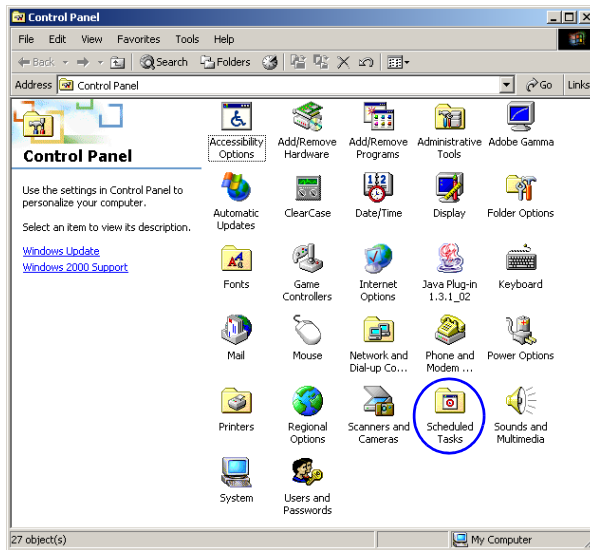 Control Panel
File Edit View Favorites Tools Help
Back Search Folders
Address Control Panel Go Links
Control Panel
Use the settings in Control Panel to
personalize your computer.
Select an item to view its description.
Windows Update
Windows 2000 Support
Accessibility Options
Add/Remove Hardware
Add/Remove Programs
Administrative Tools
Adobe Gamma
Automatic Updates
ClearCase
Date/Time
Display
Folder Options
Fonts
Game Controllers
Internet Options
Java Plug-in 1.3.1_02
Keyboard
Mail
Mouse
Network and Dial-up Co...
Phone and Modem ...
Power Options
Printers
Regional Options
Scanners and Cameras
Scheduled Tasks
Sounds and Multimedia
System
Users and Passwords
27 object(s)
My Computer